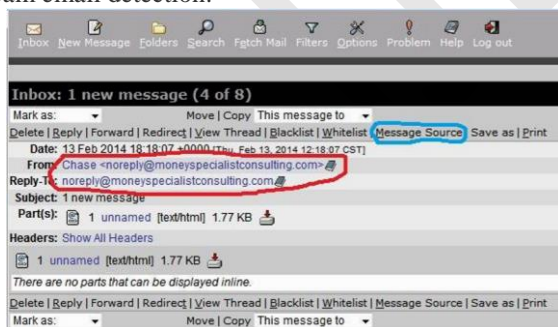 am email detection.
Inbox New Message Folders Search Fetch Mail Filters Options Problem Help Log out
Inbox: 1 new message (4 of 8)
Mark as: Move | Copy This message to
Delete | Reply | Forward | Redirect | View Thread | Blacklist | Whitelist | Message Source | Save as | Print
Date: 13 Feb 2014 18:18:07 +0000 [Thu, Feb 13, 2014 12:18:07 CST]
From: Chase <noreply@moneyspecialistconsulting.com>
Reply-To: noreply@moneyspecialistconsulting.com
Subject: 1 new message
Part(s): 1 unnamed [text/html] 1.77 KB
Headers: Show All Headers
1 unnamed [text/html] 1.77 KB
There are no parts that can be displayed inline.
Delete | Reply | Forward | Redirect | View Thread | Blacklist | Whitelist | Message Source | Save as | Print
Mark as: Move | Copy This message to